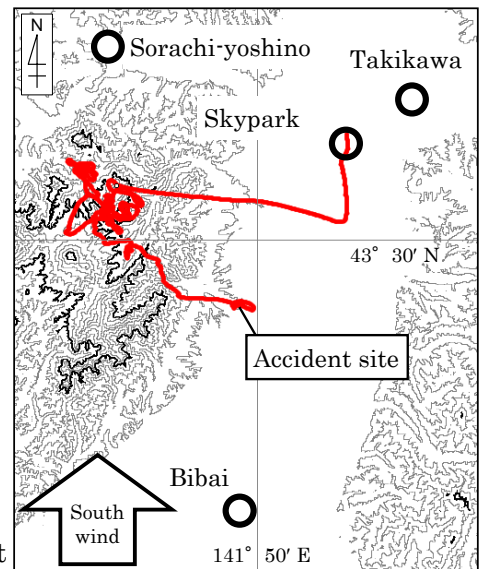 N
Sorachi-yoshino
Takikawa
Skypark
43° 30′ N
Accident site
Bibai
South
wind
t
141° 50′ E